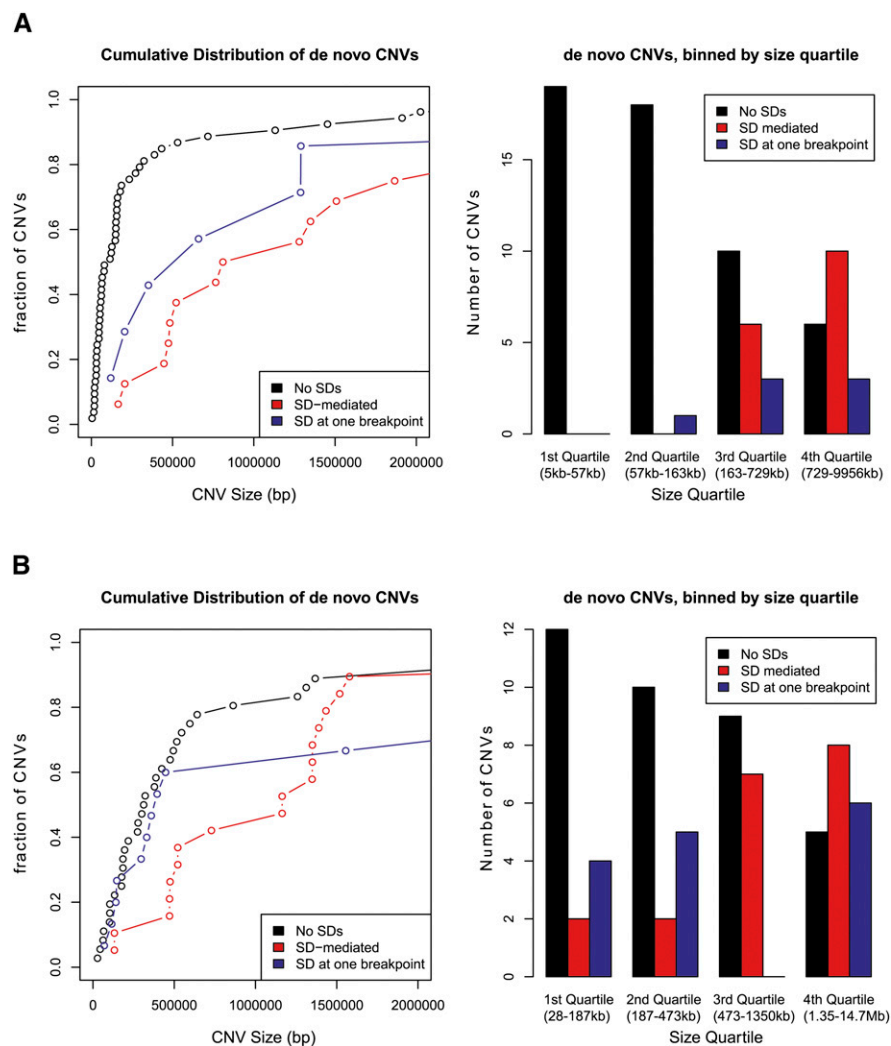 A
Cumulative Distribution of de novo CNVs
fraction of CNVs
1.0
0.8
0.6
0.4
0.2
0.0
No SDs
SD−mediated
SD at one breakpoint
0 500000 1000000 1500000 2000000
CNV Size (bp)
de novo CNVs, binned by size quartile
Number of CNVs
15
10
5
0
No SDs
SD mediated
SD at one breakpoint
1st Quartile 2nd Quartile 3rd Quartile 4th Quartile
(5kb-57kb) (57kb-163kb) (163-729kb) (729-9956kb)
Size Quartile
B
Cumulative Distribution of de novo CNVs
fraction of CNVs
1.0
0.8
0.6
0.4
0.2
0.0
No SDs
SD−mediated
SD at one breakpoint
0 500000 1000000 1500000 2000000
CNV Size (bp)
de novo CNVs, binned by size quartile
Number of CNVs
12
10
8
6
4
2
0
No SDs
SD mediated
SD at one breakpoint
1st Quartile 2nd Quartile 3rd Quartile 4th Quartile
(28-187kb) (187-473kb) (473-1350kb) (1.35-14.7Mb)
Size Quartile